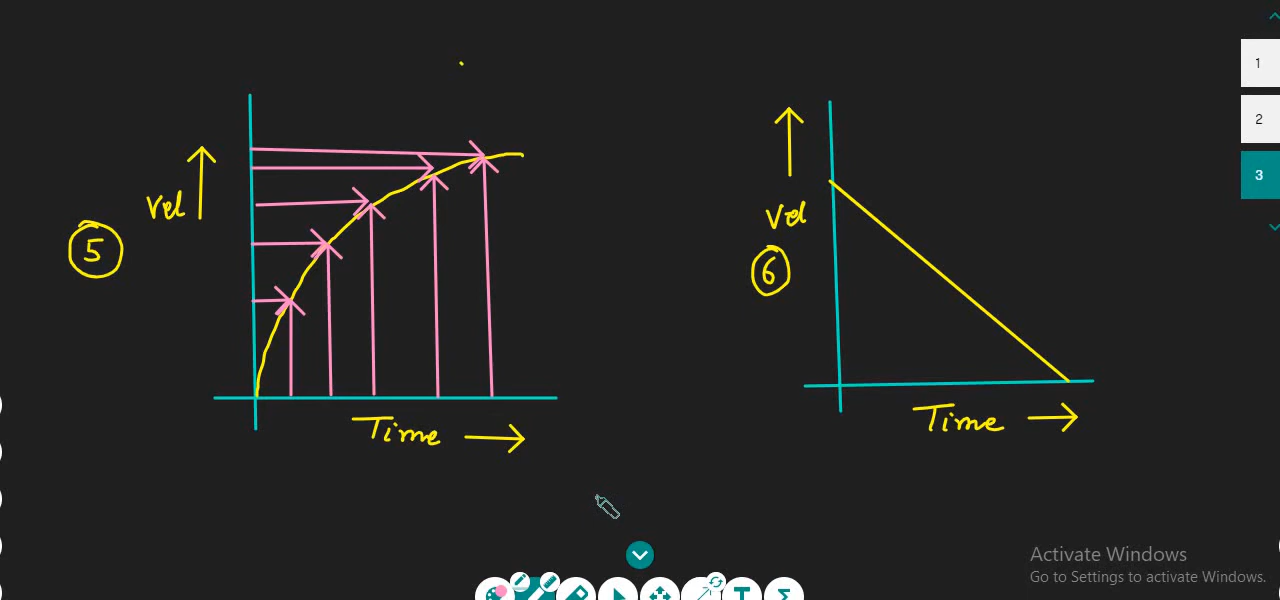 Vel
5
Time
Vel
6
Time
1
2
3
Activate Windows
Go to Settings to activate Windows.
T
Σ